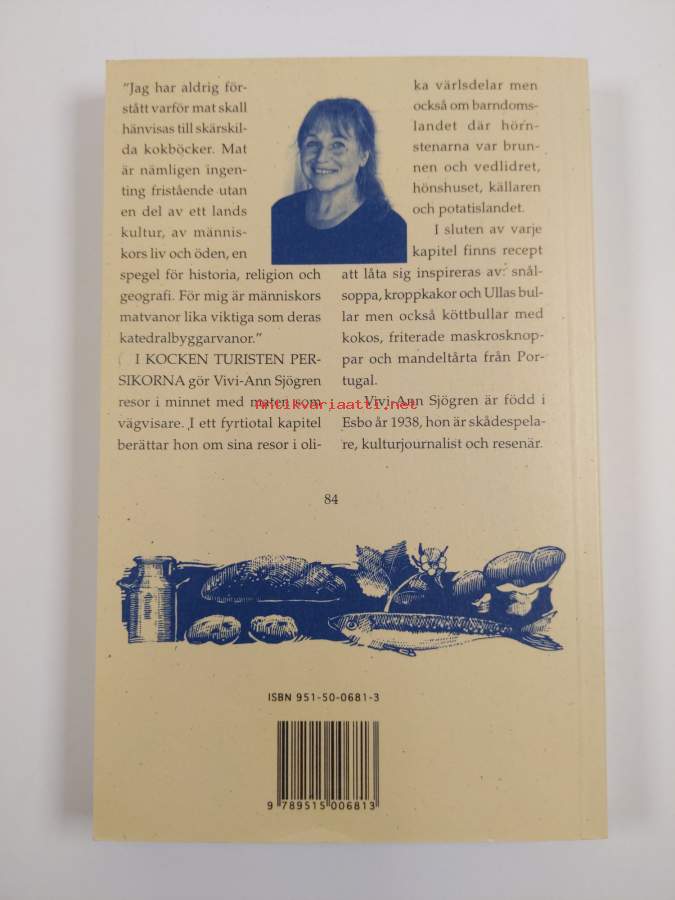 "Jag har aldrig för-
stått varför mat skall
hänvisas till skärskil-
da kokböcker. Mat
är nämligen ingen-
ting fristående utan
en del av ett lands
kultur, av männis-
kors liv och öden, en
spegel för historia, religion och
geografi. För mig är människors
matvanor lika viktiga som deras
katedralbyggarvanor."
I KOCKEN TURISTEN PER-
SIKORNA gör Vivi-Ann Sjögren
resor i minnet med maten som
vägvisare. I ett fyrtiotal kapitel
berättar hon om sina resor i oli-
ka värlsdelar men
också om barndoms-
landet där hörn-
stenarna var brun-
nen och vedlidret,
hönshuset, källaren
och potatislandet.
I sluten av varje
kapitel finns recept
att låta sig inspireras av: snål-
soppa, kroppkakor och Ullas bul-
lar men också köttbullar med
kokos, friterade maskrosknop-
par och mandeltårta från Por-
tugal.
Vivi-Ann Sjögren är född i
Esbo år 1938, hon är skådespela-
re, kulturjournalist och resenär.
Antikvariaatti.net
84
ISBN 951-50-0681-3
9 789515 006813